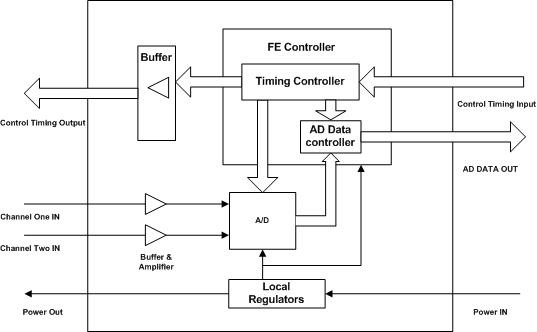 FE Controller
Buffer
Timing Controller
Control Timing Input
Control Timing Output
AD Data
controller
AD DATA OUT
Channel One IN
A/D
Channel Two IN
Buffer &
Amplifier
Local
Regulators
Power Out
Power IN